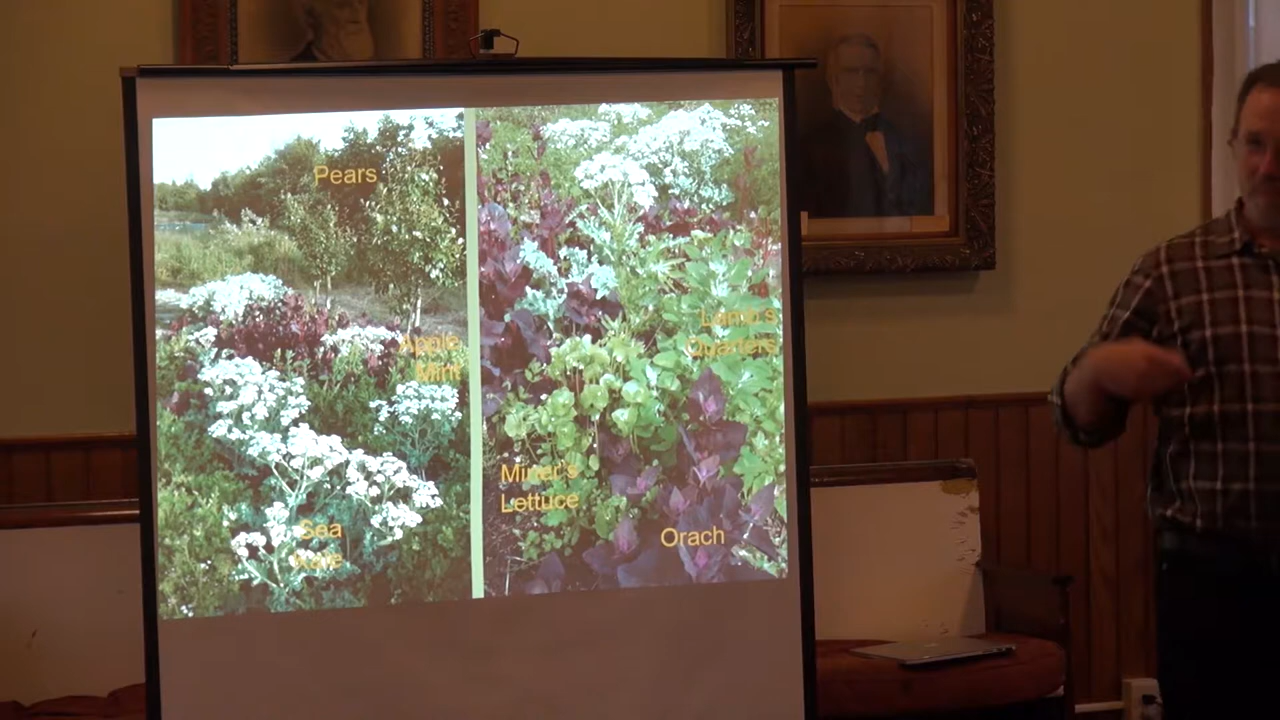 Pears
Apple
Mint
Sea
Kale
Lamb's
Quarters
Miner's
Lettuce
Orach